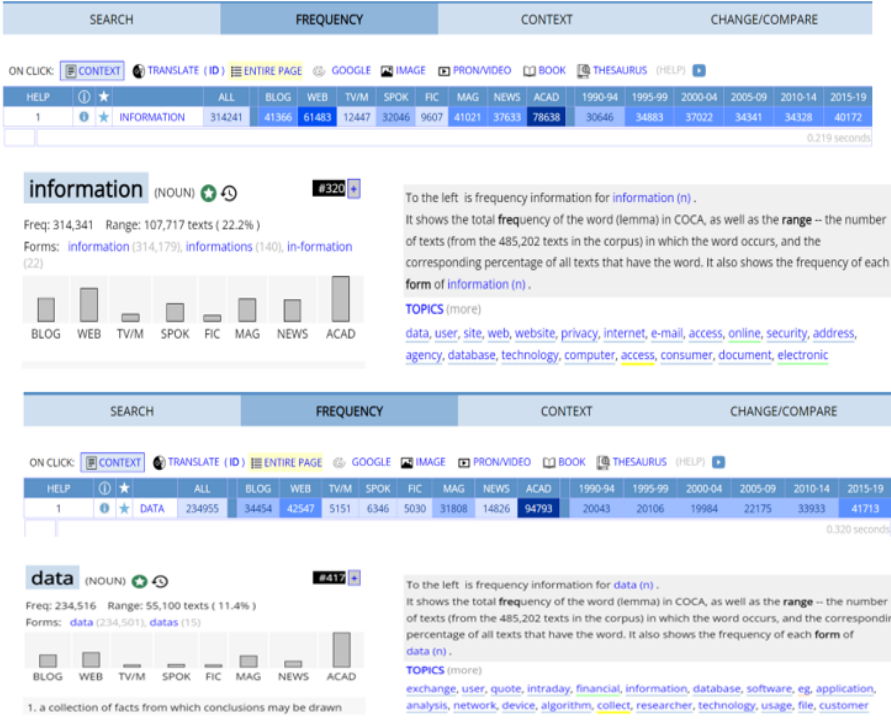 SEARCH FREQUENCY CONTEXT CHANGE/COMPARE
ON CLICK: CONTEXT TRANSLATE (ID) ENTIRE PAGE GOOGLE IMAGE PRON/VIDEO BOOK THESAURUS (HELP)
HELP ALL BLOG WEB TV/M SPOK FIC MAG NEWS ACAD 1990-94 1995-99 2000-04 2005-09 2010-14 2015-19
1 INFORMATION 314241 41366 61483 12447 32046 9607 41021 37633 78638 30646 34883 37022 34341 34328 40172
0.219 seconds
information (NOUN) #320 +
Freq: 314,341 Range: 107,717 texts ( 22.2% )
Forms: information (314,179), informations (140), in-formation
(22)
BLOG WEB TV/M SPOK FIC MAG NEWS ACAD
To the left is frequency information for information (n) .
It shows the total frequency of the word (lemma) in COCA, as well as the range -- the number
of texts (from the 485,202 texts in the corpus) in which the word occurs, and the
corresponding percentage of all texts that have the word. It also shows the frequency of each
form of information (n) .
TOPICS (more)
data, user, site, web, website, privacy, internet, e-mail, access, online, security, address,
agency, database, technology, computer, access, consumer, document, electronic
SEARCH FREQUENCY CONTEXT CHANGE/COMPARE
ON CLICK: CONTEXT TRANSLATE (ID) ENTIRE PAGE GOOGLE IMAGE PRON/VIDEO BOOK THESAURUS (HELP)
HELP ALL BLOG WEB TV/M SPOK FIC MAG NEWS ACAD 1990-94 1995-99 2000-04 2005-09 2010-14 2015-19
1 DATA 234955 34454 42547 5151 6346 5030 31808 14826 94793 20043 20106 19984 22175 33933 41713
0.320 seconds
data (NOUN) #417 +
Freq: 234,516 Range: 55,100 texts ( 11.4% )
Forms: data (234,501), datas (15)
BLOG WEB TV/M SPOK FIC MAG NEWS ACAD
1. a collection of facts from which conclusions may be drawn
To the left is frequency information for data (n) .
It shows the total frequency of the word (lemma) in COCA, as well as the range -- the number
of texts (from the 485,202 texts in the corpus) in which the word occurs, and the correspondin
percentage of all texts that have the word. It also shows the frequency of each form of
data (n) .
TOPICS (more)
exchange, user, quote, intraday, financial, information, database, software, eg, application,
analysis, network, device, algorithm, collect, researcher, technology, usage, file, customer